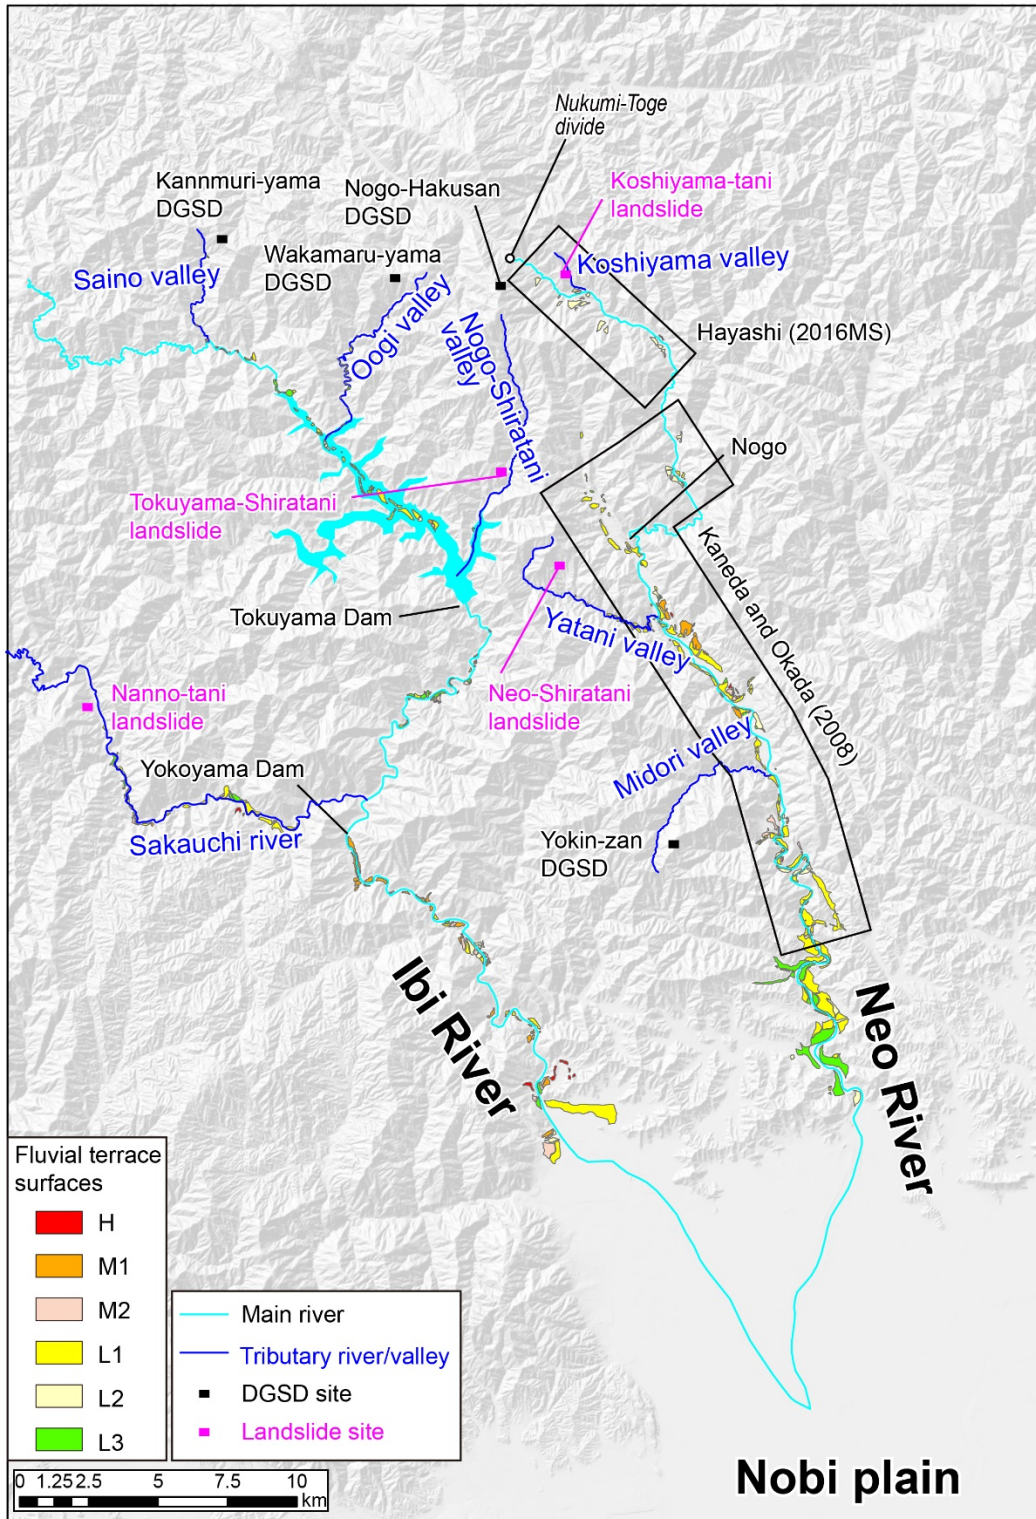 Nukumi-Toge
divide
Kannmuri-yama
DGSD
Nogo-Hakusan
DGSD
Koshiyama-tani
landslide
Wakamaru-yama
DGSD
Saino valley
Koshiyama valley
Oogi valley
Nogo-Shiratani
valley
Hayashi (2016MS)
Nogo
Tokuyama-Shiratani
landslide
Kaneda and Okada (2008)
Tokuyama Dam
Yatani valley
Nanno-tani
landslide
Neo-Shiratani
landslide
Midori valley
Yokoyama Dam
Sakauchi river
Yokin-zan
DGSD
Ibi River
Neo River
Fluvial terrace
surfaces
H
M1
M2
L1
L2
L3
Main river
Tributary river/valley
DGSD site
Landslide site
0 1.25 2.5 5 7.5 10
km
Nobi plain